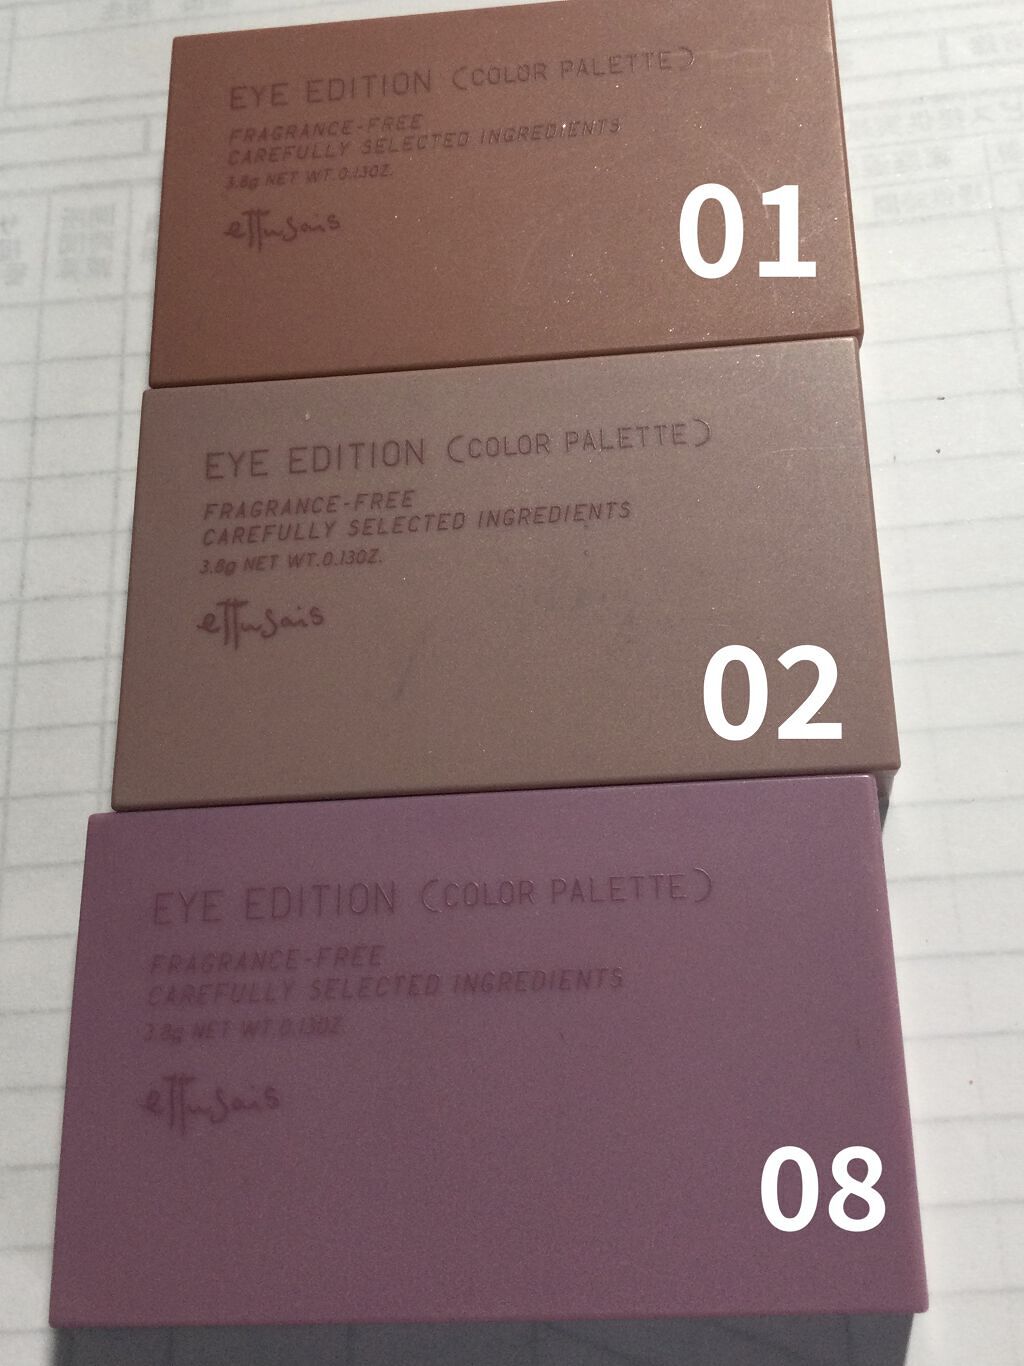 EYE EDITION (COLOR PALETTE)
FRAGRANCE-FREE
CAREFULLY SELECTED INGREDIENTS
3.8g NET WT.0.13OZ.
ettusais
01
EYE EDITION (COLOR PALETTE)
FRAGRANCE-FREE
CAREFULLY SELECTED INGREDIENTS
3.8g NET WT.0.13OZ.
ettusais
02
EYE EDITION (COLOR PALETTE)
FRAGRANCE-FREE
CAREFULLY SELECTED INGREDIENTS
3.8g NET WT.0.13OZ.
ettusais
08